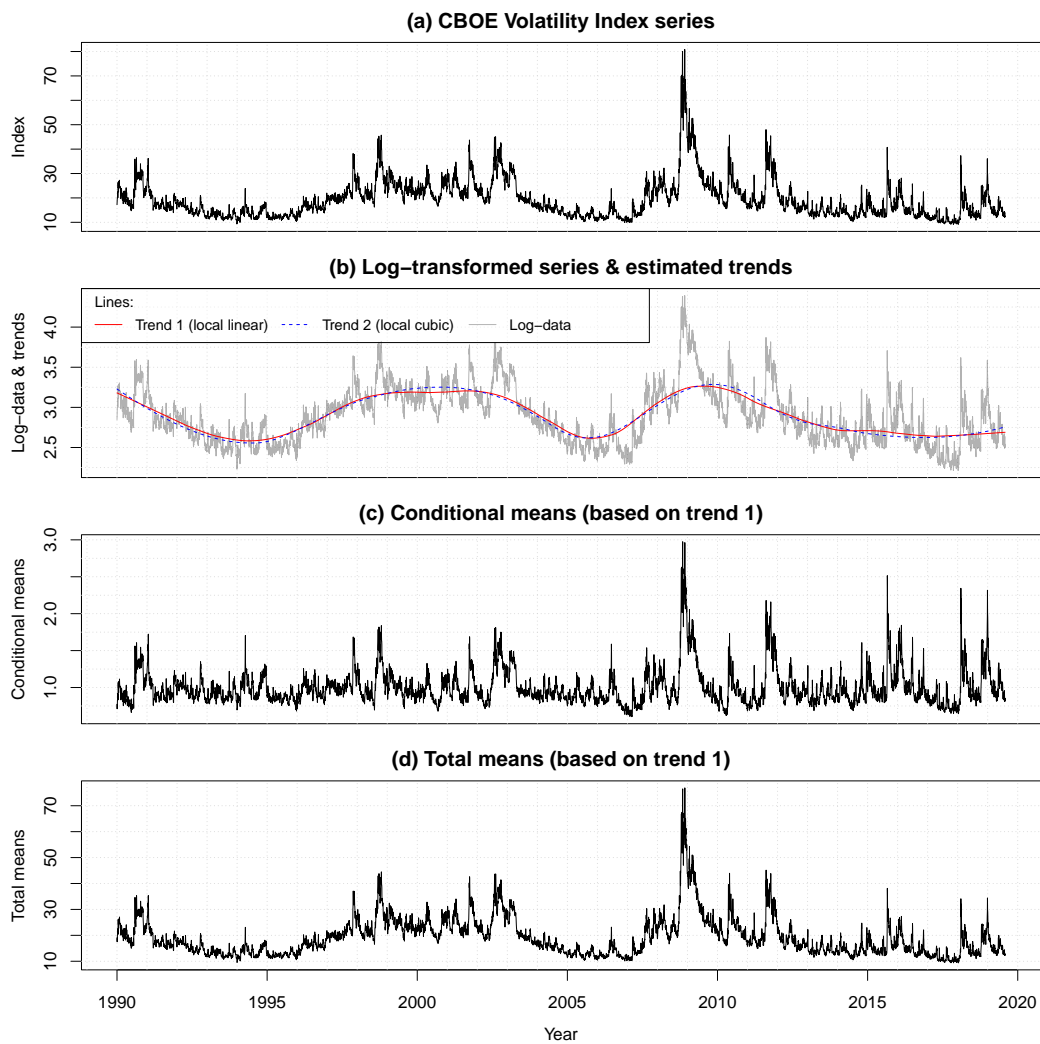 (a) CBOE Volatility Index series
Index
70
50
30
10
(b) Log−transformed series & estimated trends
Log−data & trends
4.0
3.5
3.0
2.5
Lines:
Trend 1 (local linear) Trend 2 (local cubic) Log−data
(c) Conditional means (based on trend 1)
Conditional means
3.0
2.0
1.0
(d) Total means (based on trend 1)
Total means
70
50
30
10
1990 1995 2000 2005 2010 2015 2020
Year